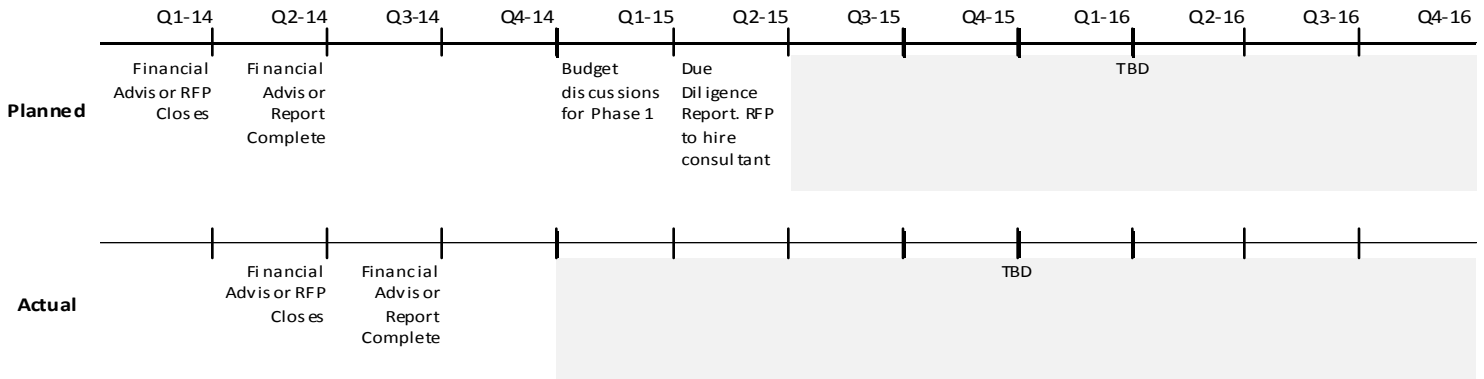 Q1-14 Q2-14 Q3-14 Q4-14 Q1-15 Q2-15 Q3-15 Q4-15 Q1-16 Q2-16 Q3-16 Q4-16
Planned
Financial
Advisor RFP
Closes
Financial
Advisor
Report
Complete
Budget
discussions
for Phase 1
Due
Diligence
Report. RFP
to hire
consultant
TBD
Actual
Financial
Advisor RFP
Closes
Financial
Advisor
Report
Complete
TBD